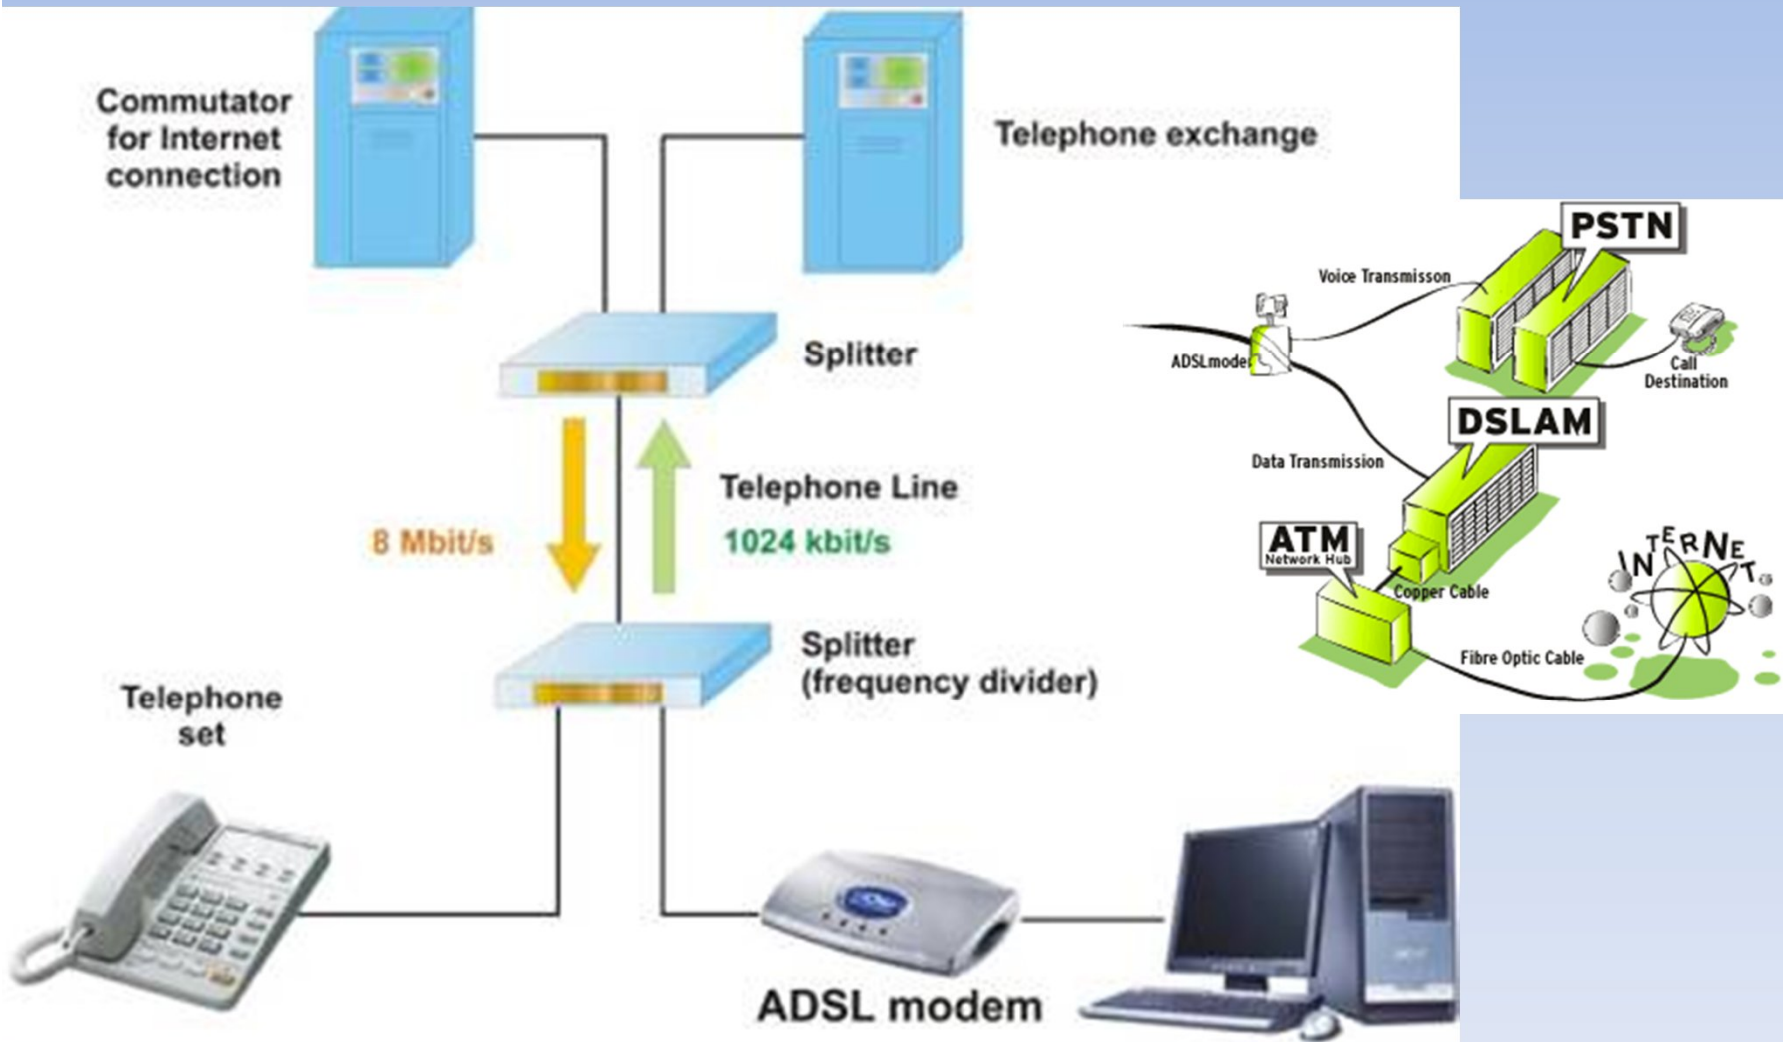 Commutator
for Internet
connection
Telephone exchange
Splitter
8 Mbit/s
Telephone Line
1024 kbit/s
Splitter
(frequency divider)
Telephone
set
ADSL modem
PSTN
Voice Transmisson
ADSLmode
Call
Destination
DSLAM
Data Transmission
ATM
Network Hub
Copper Cable
INTERNET
Fibre Optic Cable